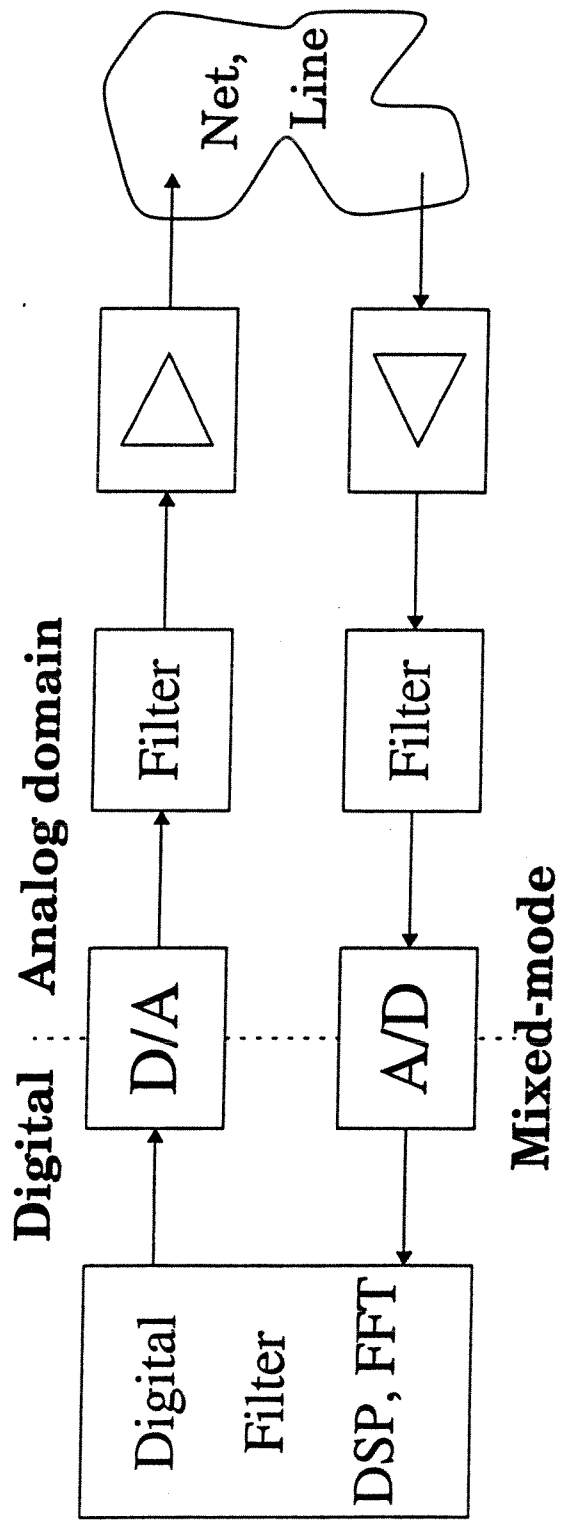 Digital
Analog domain
Digital
Filter
DSP, FFT
D/A
Filter
Net,
Line
A/D
Filter
Mixed-mode